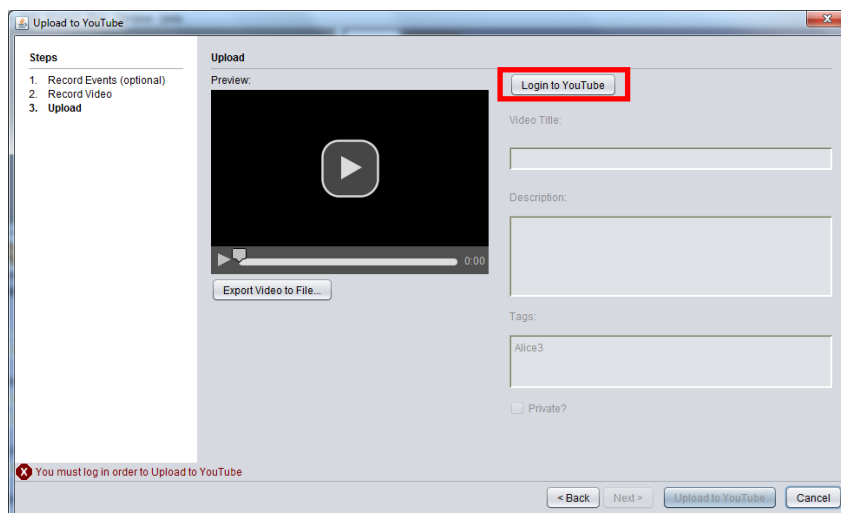 Upload to YouTube
Steps
1. Record Events (optional)
2. Record Video
3. Upload
Upload
Preview:
0:00
Export Video to File...
Login to YouTube
Video Title:
Description:
Tags:
Alice3
Private?
You must log in order to Upload to YouTube
< Back
Next >
Upload to YouTube
Cancel